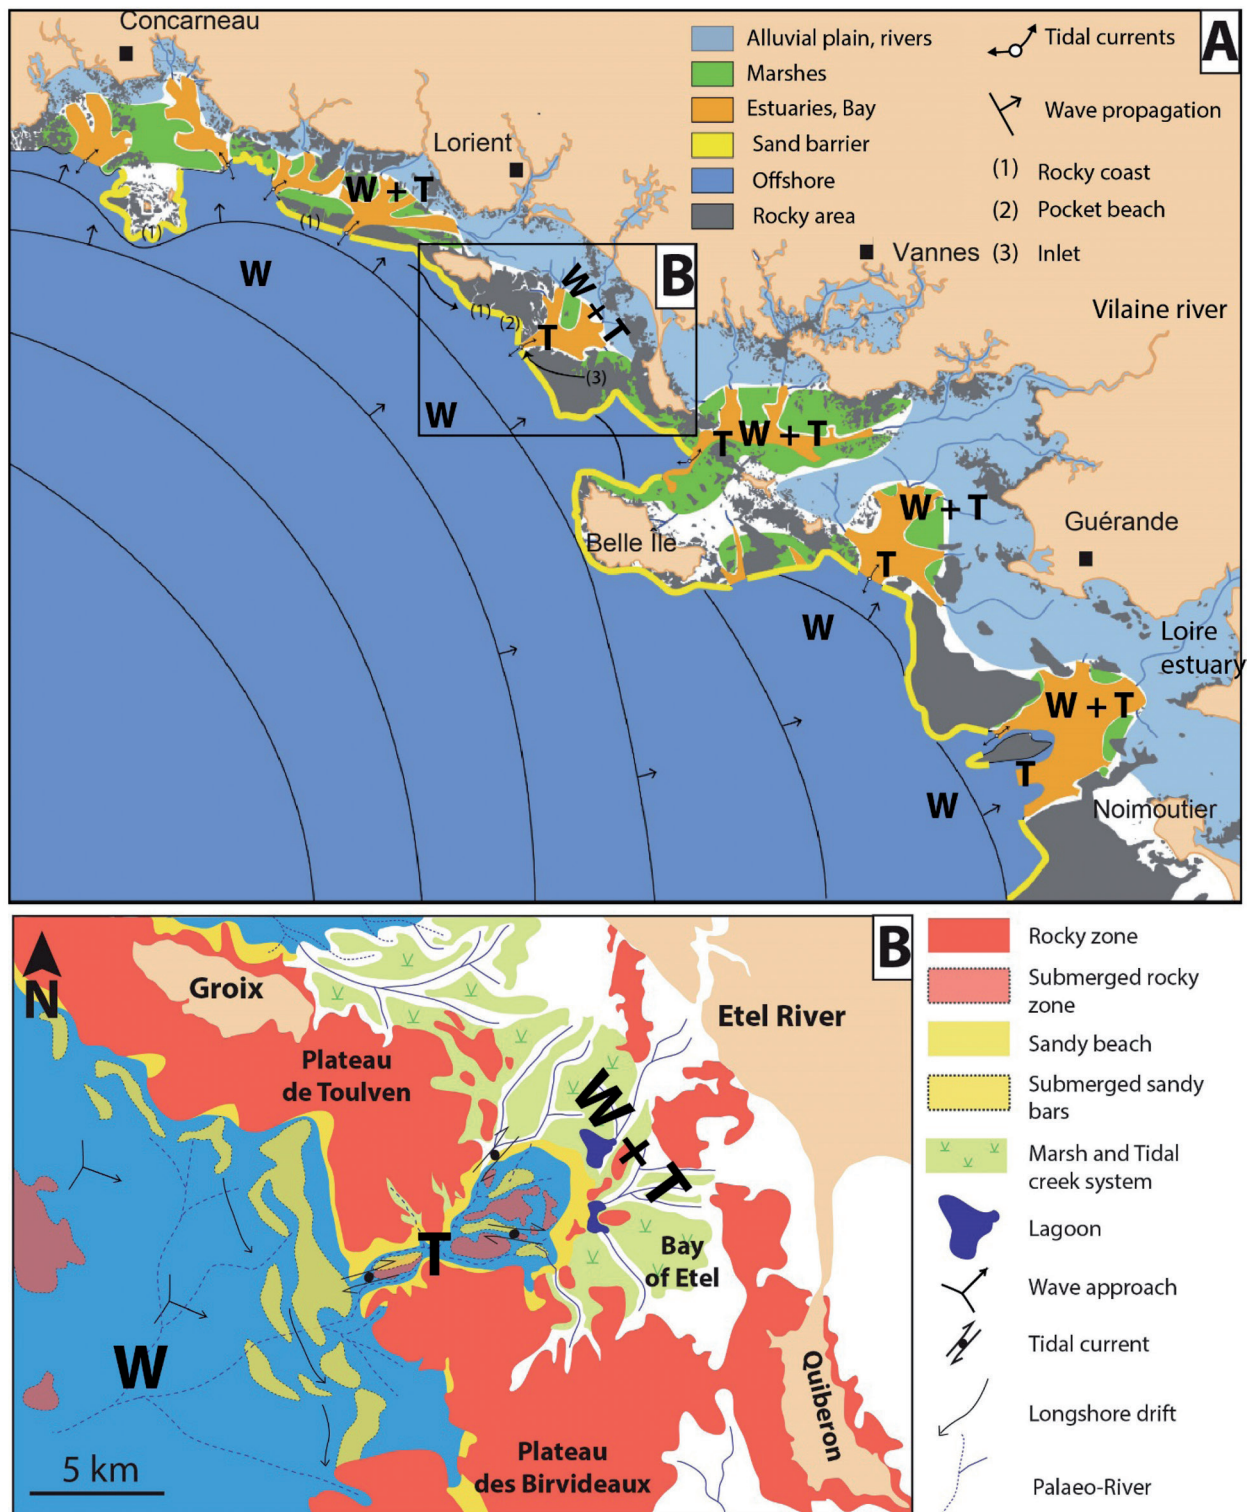 Concarneau
A
Alluvial plain, rivers
Marshes
Estuaries, Bay
Sand barrier
Offshore
Rocky area
Tidal currents
Wave propagation
(1) Rocky coast
(2) Pocket beach
(3) Inlet
Lorient
Vannes
Vilaine river
W + T
(1)
(1)
W
B
W + T
(1)
(2)
T
(3)
W
T
W + T
W + T
Belle Ile
Guérande
T
W
Loire
estuary
W + T
T
W
Noimoutier
B
N
Groix
Etel River
Plateau
de Toulven
W + T
T
Bay
of Etel
W
Quiberon
5 km
Plateau
des Birvideaux
Rocky zone
Submerged rocky
zone
Sandy beach
Submerged sandy
bars
Marsh and Tidal
creek system
Lagoon
Wave approach
Tidal current
Longshore drift
Palaeo-River